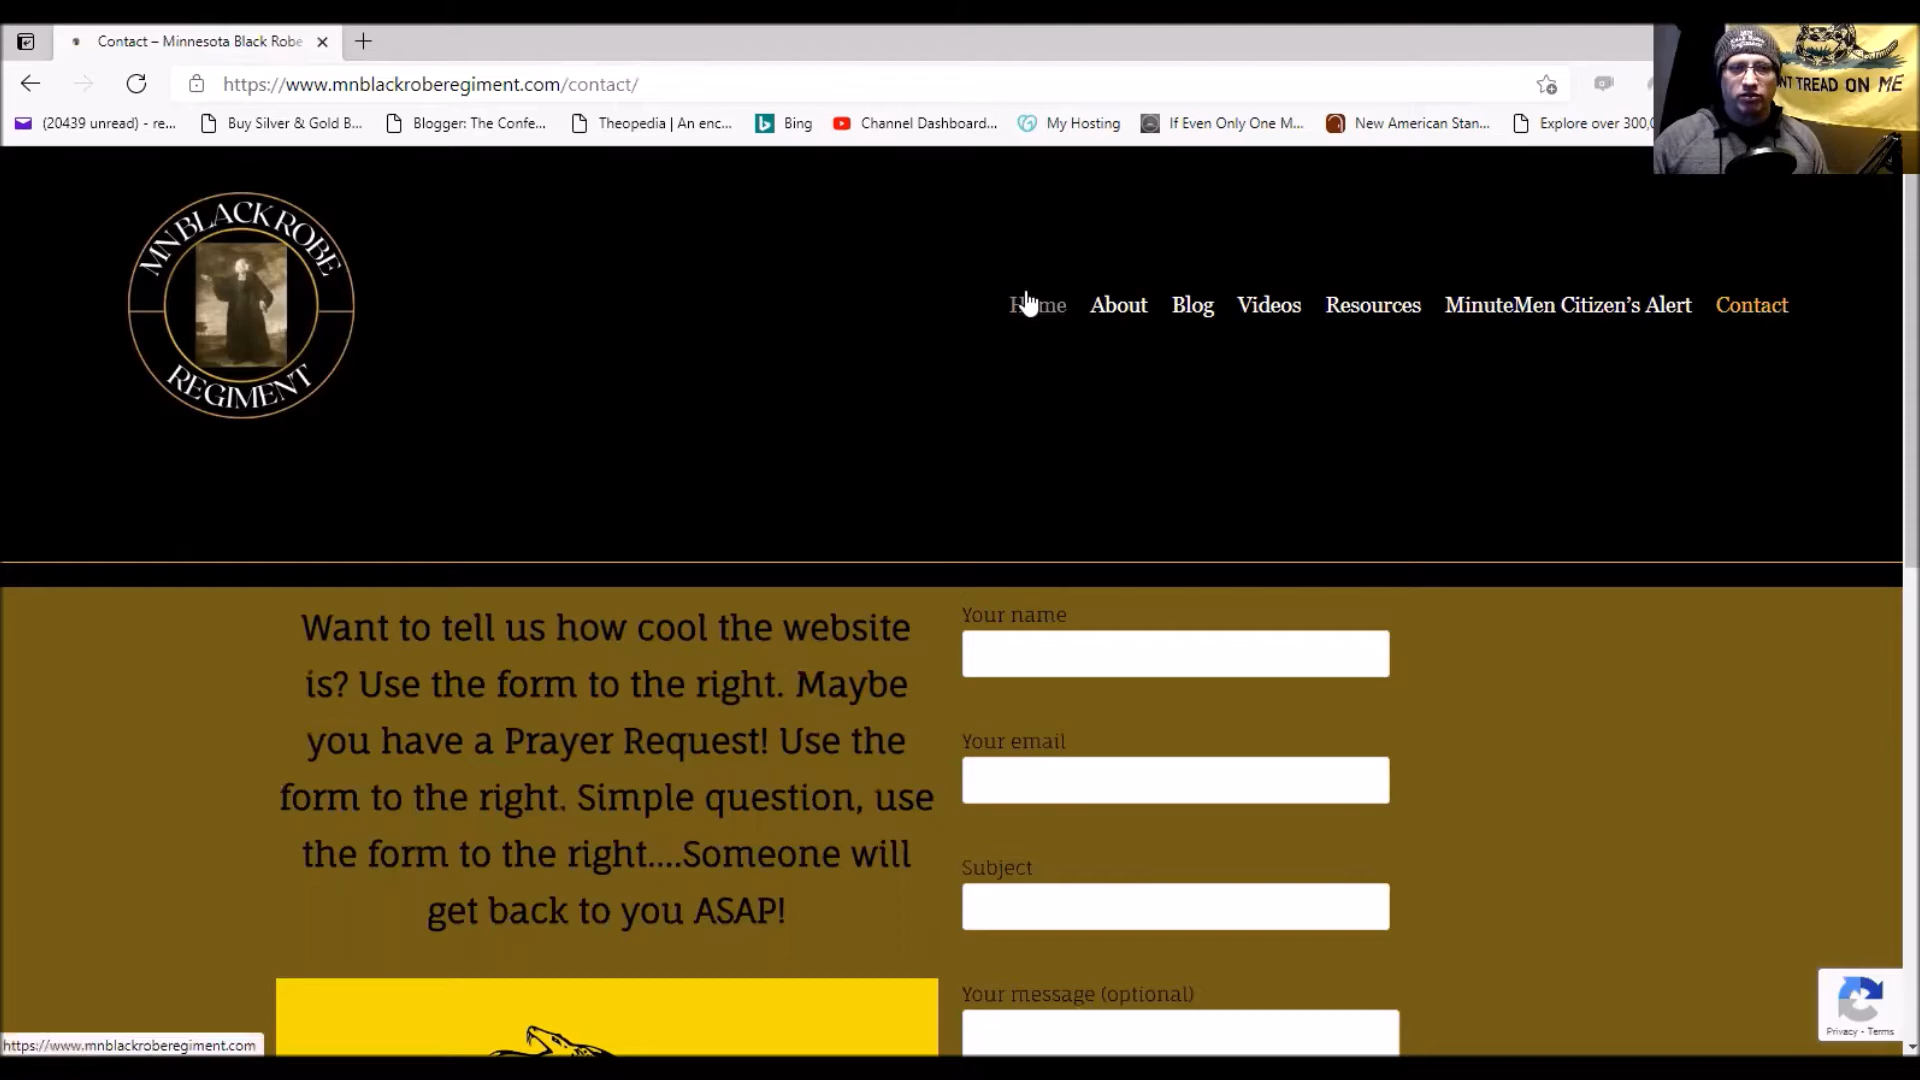 Contact – Minnesota Black Robe
https://www.mnblackroberegiment.com/contact/
(20439 unread) - re...
Buy Silver & Gold B...
Blogger: The Confe...
Theopedia | An enc...
Bing
Channel Dashboard...
My Hosting
If Even Only One M...
New American Stan...
Explore over 300,0
NT TREAD ON ME
MN BLACK ROBE
REGIMENT
Home
About
Blog
Videos
Resources
MinuteMen Citizen’s Alert
Contact
Want to tell us how cool the website
is? Use the form to the right. Maybe
you have a Prayer Request! Use the
form to the right. Simple question, use
the form to the right....Someone will
get back to you ASAP!
Your name
Your email
Subject
Your message (optional)
Privacy - Terms
https://www.mnblackroberegiment.com